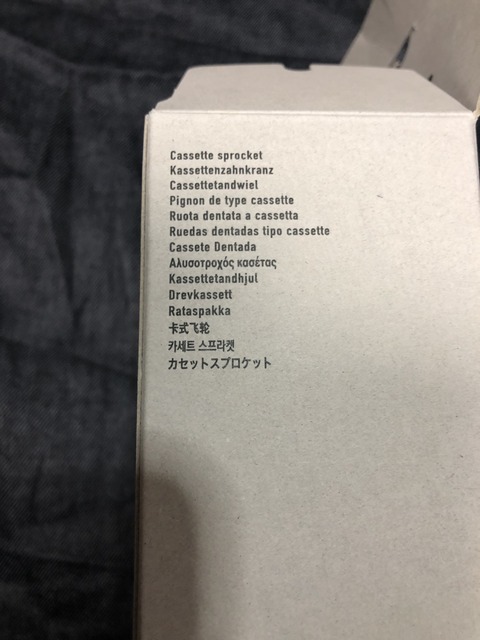 Cassette sprocket
Kassettenzahnkranz
Cassettetandwiel
Pignon de type cassette
Ruota dentata a cassetta
Ruedas dentadas tipo cassette
Cassete Dentada
Αλυσοτροχός κασέτας
Kassettetandhjul
Drevkassett
Rataspakka
卡式飞轮
카세트 스프라켓
カセットスプロケット